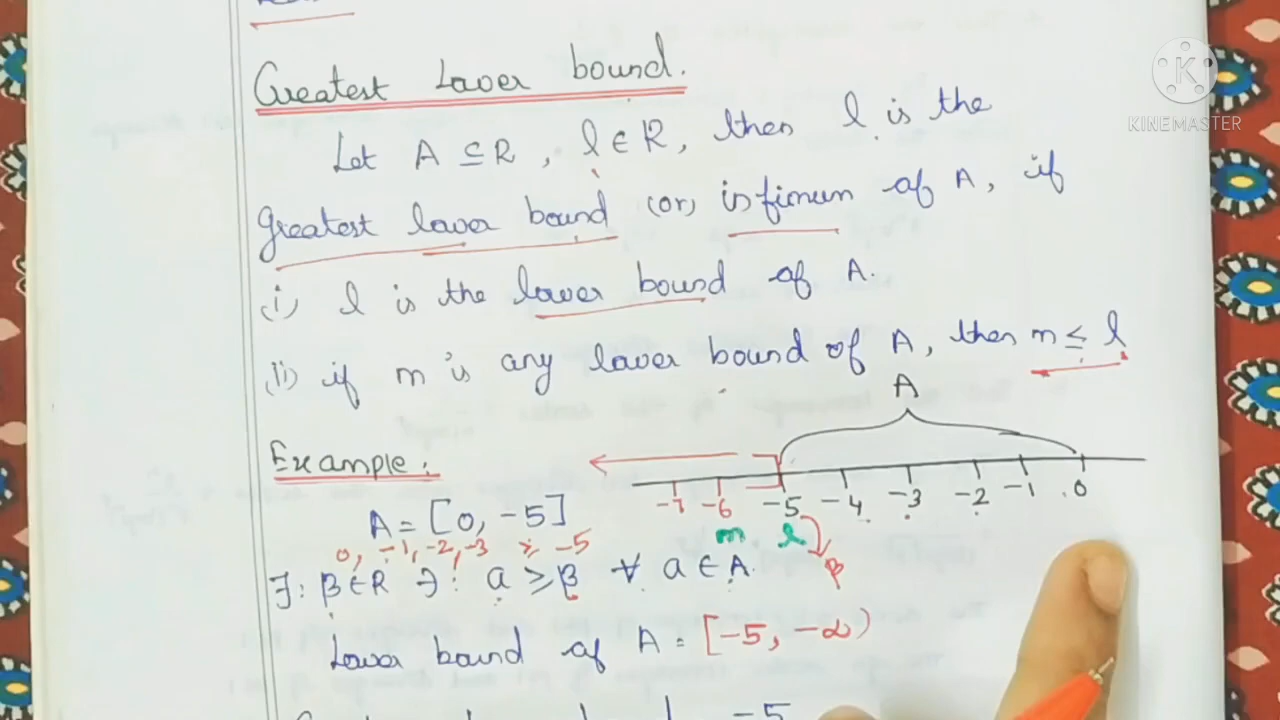 Greatest Lower bound.
Let A ⊆ R, l ∈ R, then l is the
greatest lower bound (or) infimum of A, if
(i) l is the lower bound of A.
(ii) if m is any lower bound of A, then m ≤ l
A
Example:
-7 -6 -5 -4 -3 -2 -1 0
A = [0, -5]
m l
0, -1, -2, -3 -5
β
∃: β ∈ R ∋: a ≥ β ∀ a ∈ A.
Lower bound of A = [-5, -∞)
-5
K
KINEMASTER